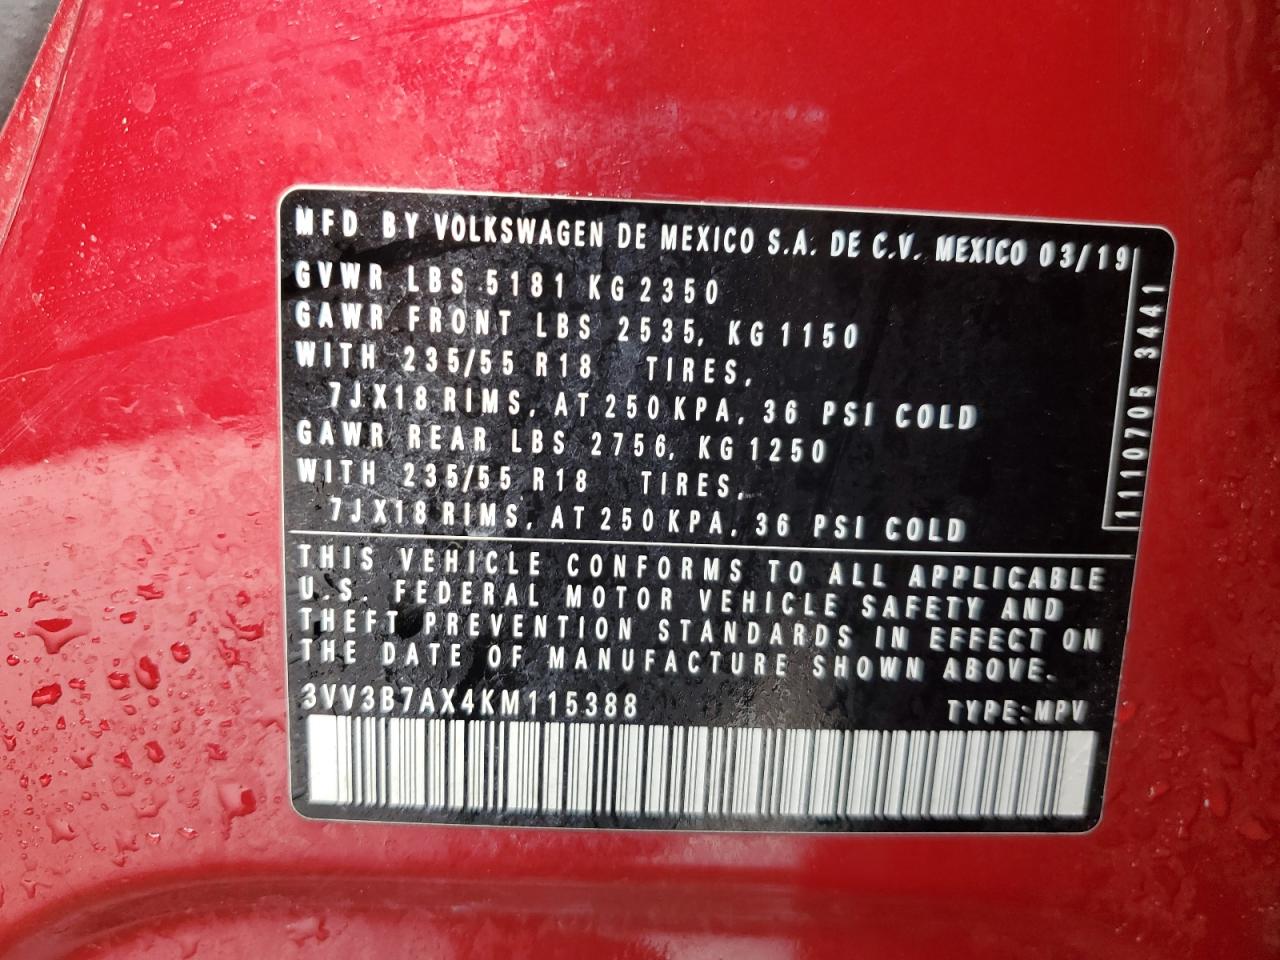 MFD BY VOLKSWAGEN DE MEXICO S.A. DE C.V. MEXICO 03/19
GVWR LBS 5181 KG 2350
GAWR FRONT LBS 2535, KG 1150
WITH 235/55 R18 TIRES,
7JX18 RIMS, AT 250 KPA, 36 PSI COLD
GAWR REAR LBS 2756, KG 1250
WITH 235/55 R18 TIRES,
7JX18 RIMS, AT 250 KPA, 36 PSI COLD
1110705 3441
THIS VEHICLE CONFORMS TO ALL APPLICABLE
U.S. FEDERAL MOTOR VEHICLE SAFETY AND
THEFT PREVENTION STANDARDS IN EFFECT ON
THE DATE OF MANUFACTURE SHOWN ABOVE.
3VV3B7AX4KM115388 TYPE:MPV